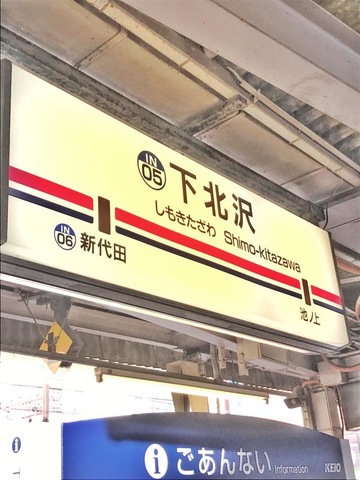 IN
05
下北沢
しもきたざわ Shimo-kitazawa
IN
06
新代田
池ノ上
i ごあんない Information KEIO
i